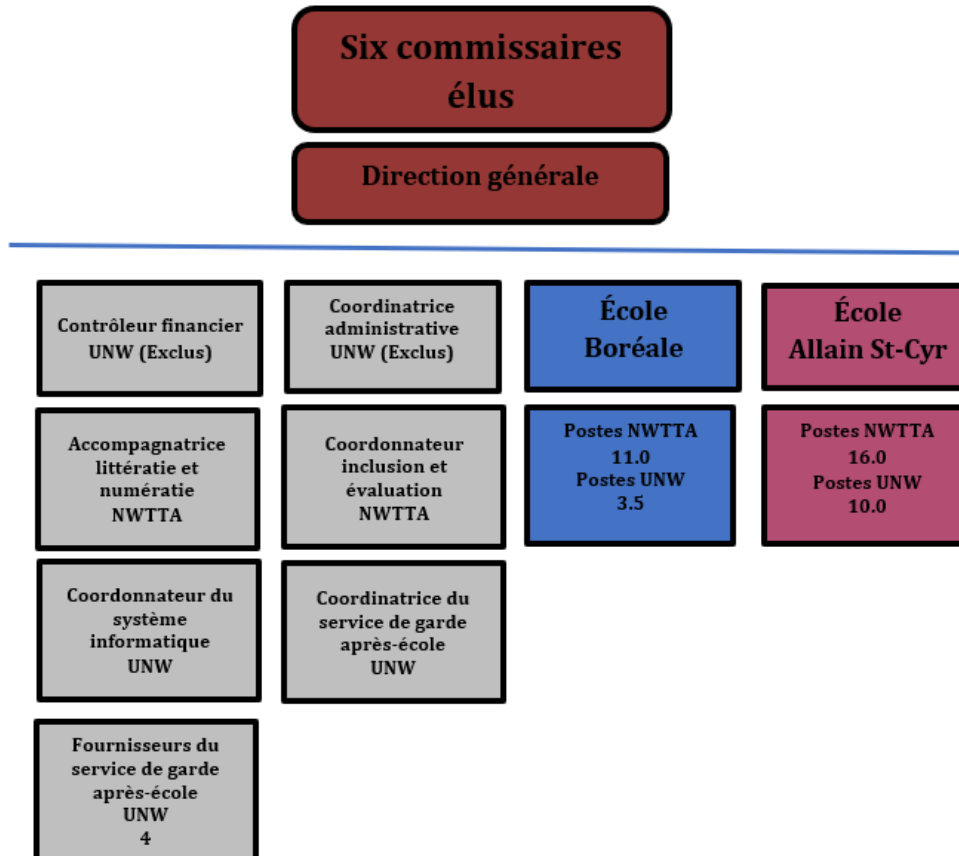 Six commissaires
élus
Direction générale
Contrôleur financier
UNW (Exclus)
Coordinatrice
administrative
UNW (Exclus)
École
Boréale
École
Allain St-Cyr
Accompagnatrice
littératie et
numératie
NWTTA
Coordonnateur
inclusion et
évaluation
NWTTA
Postes NWTTA
11.0
Postes UNW
3.5
Postes NWTTA
16.0
Postes UNW
10.0
Coordonnateur du
système
informatique
UNW
Coordinatrice du
service de garde
après-école
UNW
Fournisseurs du
service de garde
après-école
UNW
4